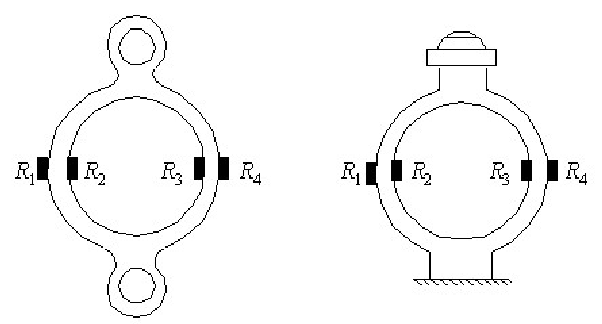 R₁ R₂ R₃ R₄ R₁ R₂ R₃ R₄